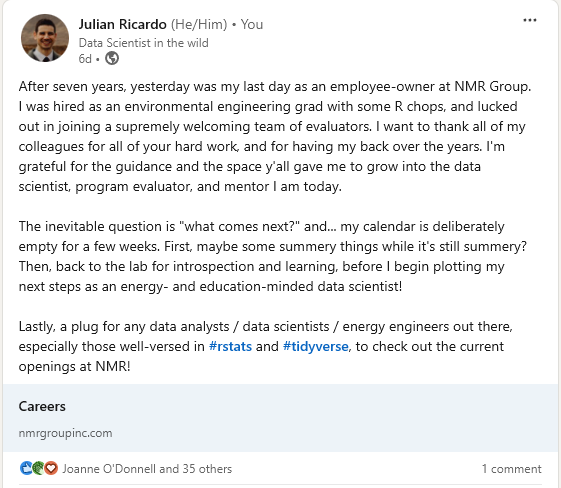 Julian Ricardo (He/Him) • You
Data Scientist in the wild
6d •
After seven years, yesterday was my last day as an employee-owner at NMR Group.
I was hired as an environmental engineering grad with some R chops, and lucked
out in joining a supremely welcoming team of evaluators. I want to thank all of my
colleagues for all of your hard work, and for having my back over the years. I'm
grateful for the guidance and the space y'all gave me to grow into the data
scientist, program evaluator, and mentor I am today.
The inevitable question is "what comes next?" and... my calendar is deliberately
empty for a few weeks. First, maybe some summery things while it's still summery?
Then, back to the lab for introspection and learning, before I begin plotting my
next steps as an energy- and education-minded data scientist!
Lastly, a plug for any data analysts / data scientists / energy engineers out there,
especially those well-versed in #rstats and #tidyverse, to check out the current
openings at NMR!
Careers
nmrgroupinc.com
Joanne O'Donnell and 35 others
1 comment